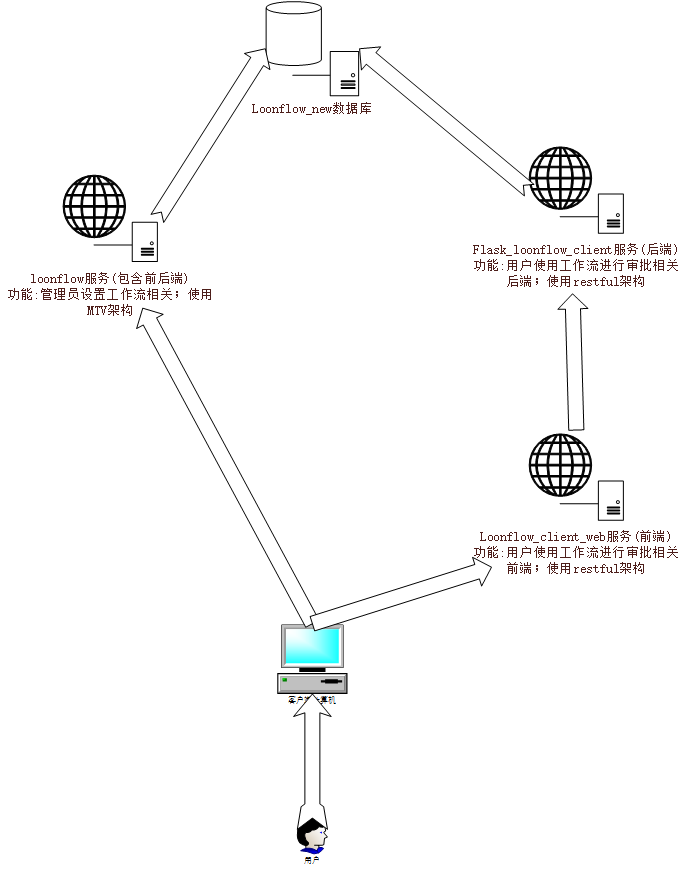 Loonflow_new数据库
loonflow服务(包含前后端)
功能:管理员设置工作流相关；使用
MTV架构
Flask_loonflow_client服务(后端)
功能:用户使用工作流进行审批相关
后端；使用restful架构
Loonflow_client_web服务(前端)
功能:用户使用工作流进行审批相关
前端；使用restful架构
客户
算机
用户